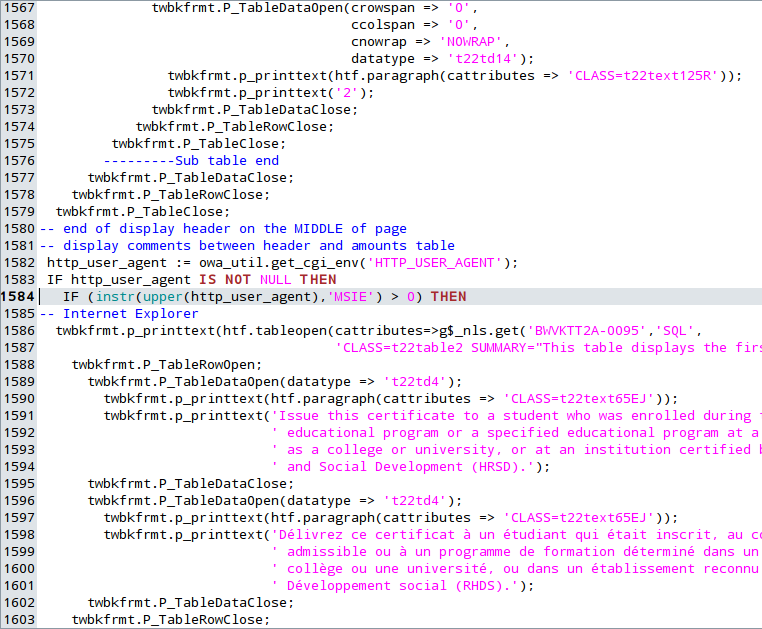 1567 twbkfrmt.P_TableDataOpen(crowspan => '0',
1568 ccolspan => '0',
1569 cnowrap => 'NOWRAP',
1570 datatype => 't22td14');
1571 twbkfrmt.p_printtext(htf.paragraph(cattributes => 'CLASS=t22text125R'));
1572 twbkfrmt.p_printtext('2');
1573 twbkfrmt.P_TableDataClose;
1574 twbkfrmt.P_TableRowClose;
1575 twbkfrmt.P_TableClose;
1576 ---------Sub table end
1577 twbkfrmt.P_TableDataClose;
1578 twbkfrmt.P_TableRowClose;
1579 twbkfrmt.P_TableClose;
1580 -- end of display header on the MIDDLE of page
1581 -- display comments between header and amounts table
1582 http_user_agent := owa_util.get_cgi_env('HTTP_USER_AGENT');
1583 IF http_user_agent IS NOT NULL THEN
1584 IF (instr(upper(http_user_agent),'MSIE') > 0) THEN
1585 -- Internet Explorer
1586 twbkfrmt.p_printtext(htf.tableopen(cattributes=>g$_nls.get('BWVKTT2A-0095','SQL',
1587 'CLASS=t22table2 SUMMARY="This table displays the firs
1588 twbkfrmt.P_TableRowOpen;
1589 twbkfrmt.P_TableDataOpen(datatype => 't22td4');
1590 twbkfrmt.p_printtext(htf.paragraph(cattributes => 'CLASS=t22text65EJ'));
1591 twbkfrmt.p_printtext('Issue this certificate to a student who was enrolled during
1592 ' educational program or a specified educational program at a
1593 ' as a college or university, or at an institution certified
1594 ' and Social Development (HRSD).');
1595 twbkfrmt.P_TableDataClose;
1596 twbkfrmt.P_TableDataOpen(datatype => 't22td4');
1597 twbkfrmt.p_printtext(htf.paragraph(cattributes => 'CLASS=t22text65EJ'));
1598 twbkfrmt.p_printtext('Délivrez ce certificat à un étudiant qui était inscrit, au
1599 ' admissible ou à un programme de formation déterminé dans un
1600 ' collège ou une université, ou dans un établissement reconnu
1601 ' Développement social (RHDS).');
1602 twbkfrmt.P_TableDataClose;
1603 twbkfrmt.P_TableRowClose;